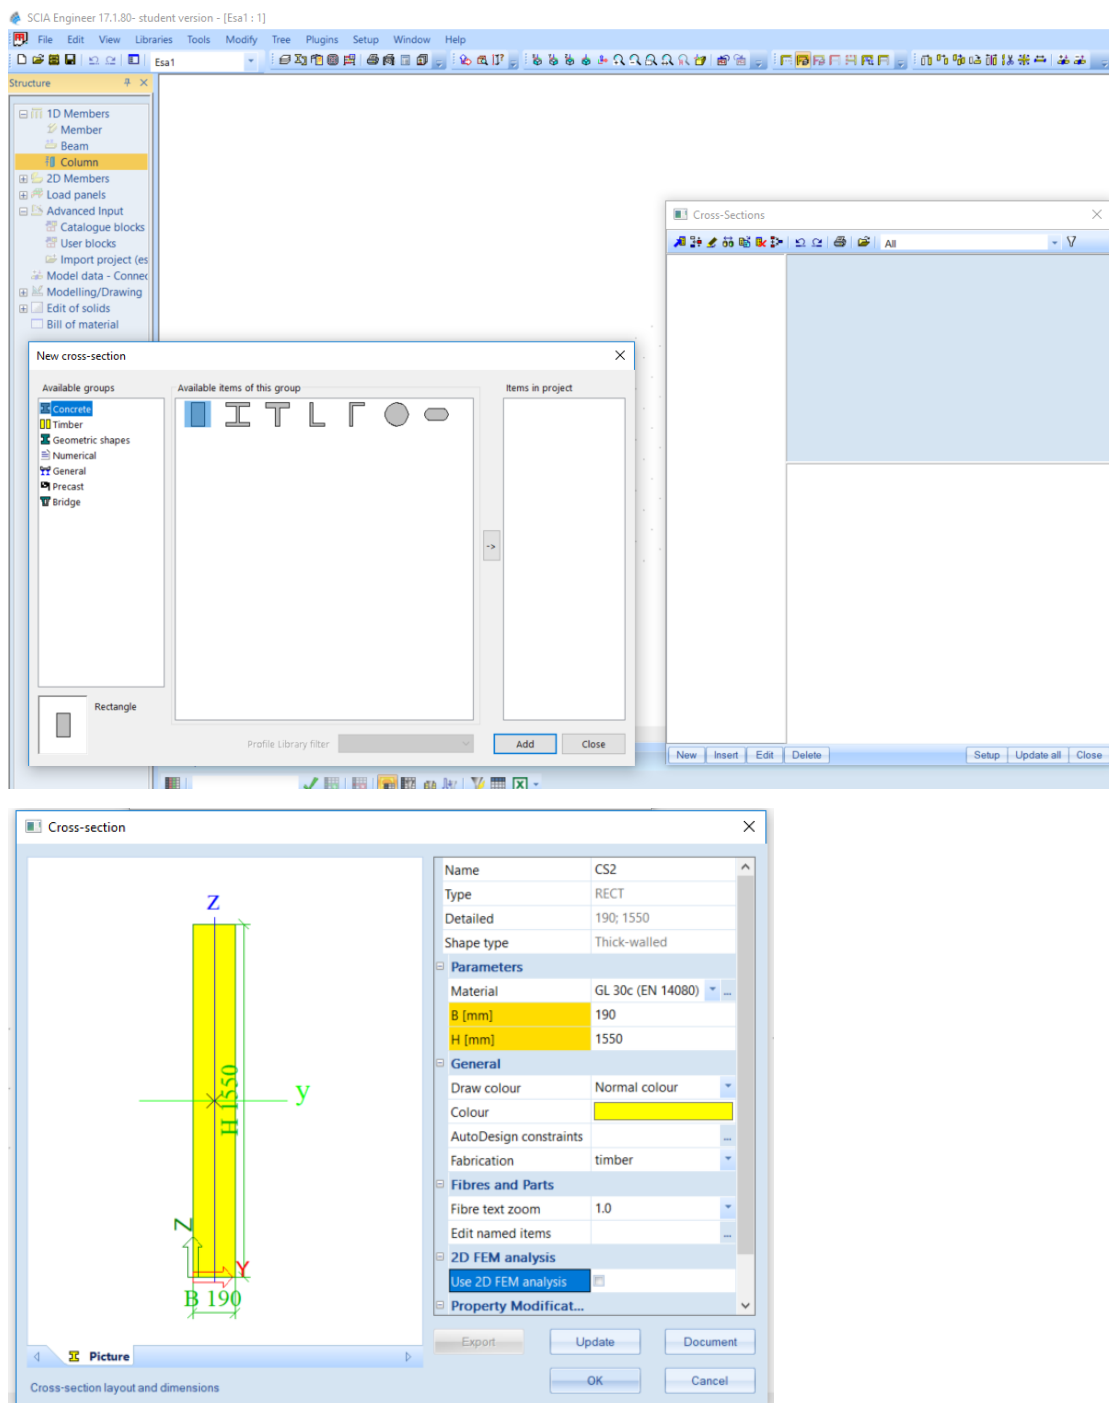 SCIA Engineer 17.1.80- student version - [Esa1 : 1]
File Edit View Libraries Tools Modify Tree Plugins Setup Window Help
Esa1
Structure
1D Members
Member
Beam
Column
2D Members
Load panels
Advanced Input
Catalogue blocks
User blocks
Import project (es
Model data - Connec
Modelling/Drawing
Edit of solids
Bill of material
Cross-Sections
All
New Insert Edit Delete Setup Update all Close
New cross-section
Available groups
Concrete
Timber
Geometric shapes
Numerical
General
Precast
Bridge
Available items of this group
Items in project
->
Rectangle
Profile Library filter
Add Close
Cross-section
Z
y
H 1550
Z
Y
B 190
Picture
Cross-section layout and dimensions
Name CS2
Type RECT
Detailed 190; 1550
Shape type Thick-walled
Parameters
Material GL 30c (EN 14080) ...
B [mm] 190
H [mm] 1550
General
Draw colour Normal colour
Colour
AutoDesign constraints ...
Fabrication timber
Fibres and Parts
Fibre text zoom 1.0
Edit named items ...
2D FEM analysis
Use 2D FEM analysis
Property Modificat...
Export Update Document
OK Cancel